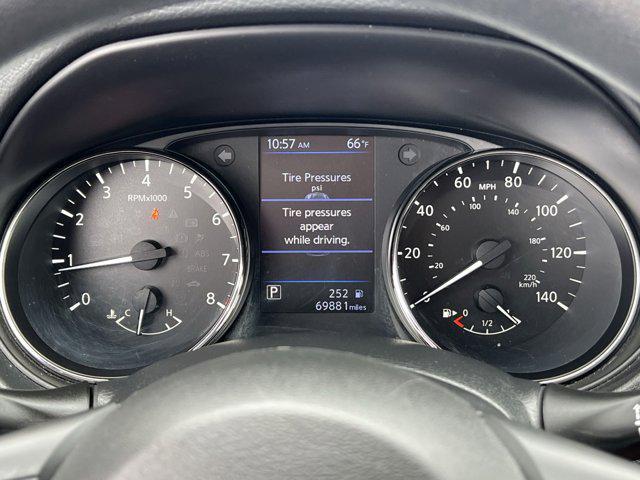 10:57 AM 66°F
Tire Pressures
psi
Tire pressures
appear
while driving.
P 252
69881 miles
0 1 2 3 4 5 6 7 8
RPMx1000
ABS
BRAKE
C H
20 40 60 80 100 120 140
MPH
20 60 100 140 180 220
km/h
0 1/2